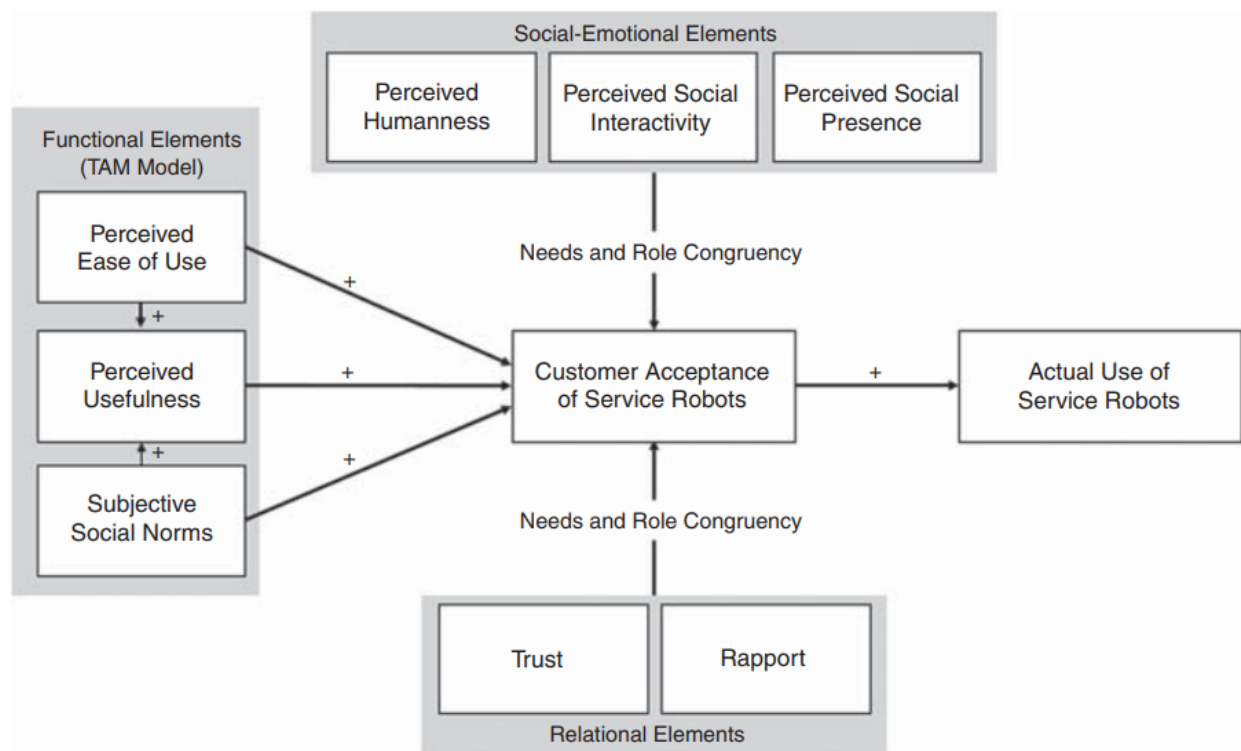 Social-Emotional Elements
Perceived
Humanness
Perceived Social
Interactivity
Perceived Social
Presence
Functional Elements
(TAM Model)
Perceived
Ease of Use
+
+
Needs and Role Congruency
Perceived
Usefulness
+
Customer Acceptance
of Service Robots
+
Actual Use of
Service Robots
+
+
Subjective
Social Norms
Needs and Role Congruency
Trust
Rapport
Relational Elements